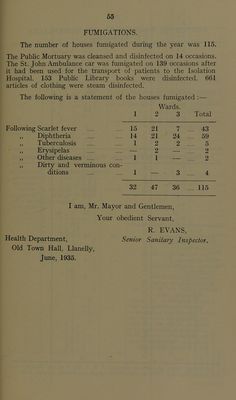 55
FUMIGATIONS.
The number of houses fumigated during the year was 115.
The Public Mortuary was cleansed and disinfected on 14 occasions.
The St. John Ambulance car was fumigated on 139 occasions after
it had been used for the transport of patients to the Isolation
Hospital. 153 Public Library books were disinfected. 661
articles of clothing were steam disinfected.
The following is a statement of the houses fumigated :—
Wards.
1 2 3 Total
Following Scarlet fever .... .... 15 21 7 ... 43
,, Diphtheria .... .... 14 21 24 ... 59
,, Tuberculosis .... .... 1 2 2 ... 5
,, Erysipelas .... .... — 2 — ... 2
,, Other diseases .... .... 1 1 — ... 2
,, Dirty and verminous con-
ditions .... .... 1 — 3 ... 4
32 47 36 ... 115
I am, Mr. Mayor and Gentlemen,
Your obedient Servant,
R. EVANS,
Health Department, Senior Sanitary Inspector.
Old Town Hall, Llanelly,
June, 1935.